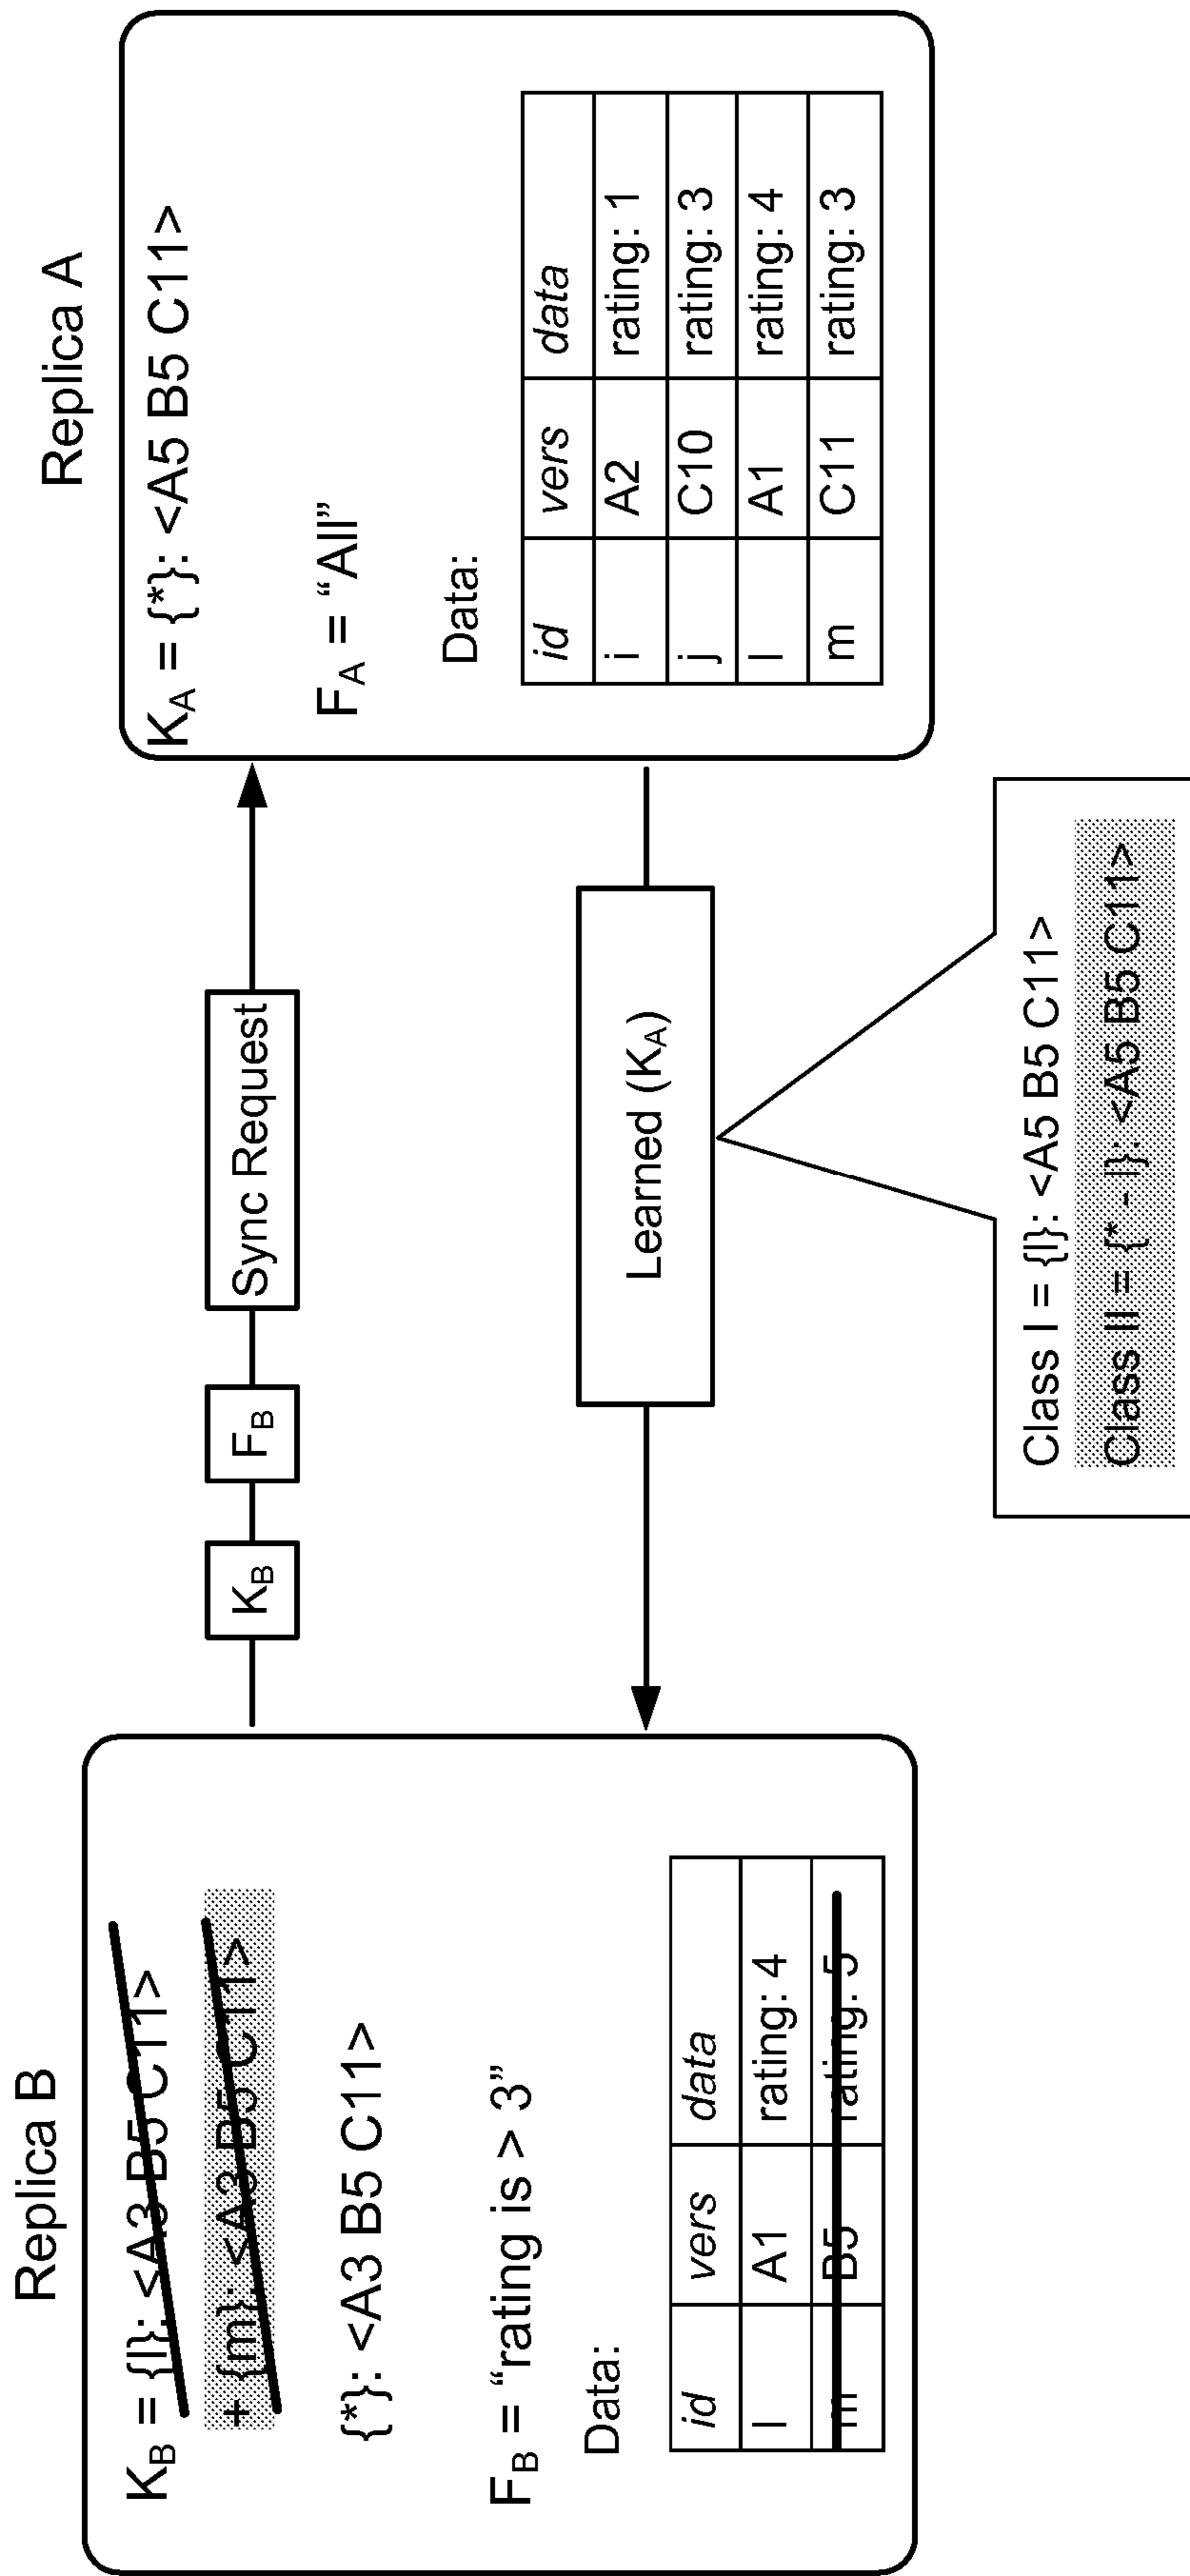 Replica B
K_B = {l}: <A3 B5 C11>
+ {m}: <A3 B5 C11>
{*}: <A3 B5 C11>
F_B = “rating is > 3”
Data:
id vers data
l A1 rating: 4
m B5 rating: 5
K_B F_B Sync Request
Learned (K_A)
Class I = {l}: <A5 B5 C11>
Class III = {* - l}: <A5 B5 C11>
Replica A
K_A = {*}: <A5 B5 C11>
F_A = “All”
Data:
id vers data
i A2 rating: 1
j C10 rating: 3
l A1 rating: 4
m C11 rating: 3